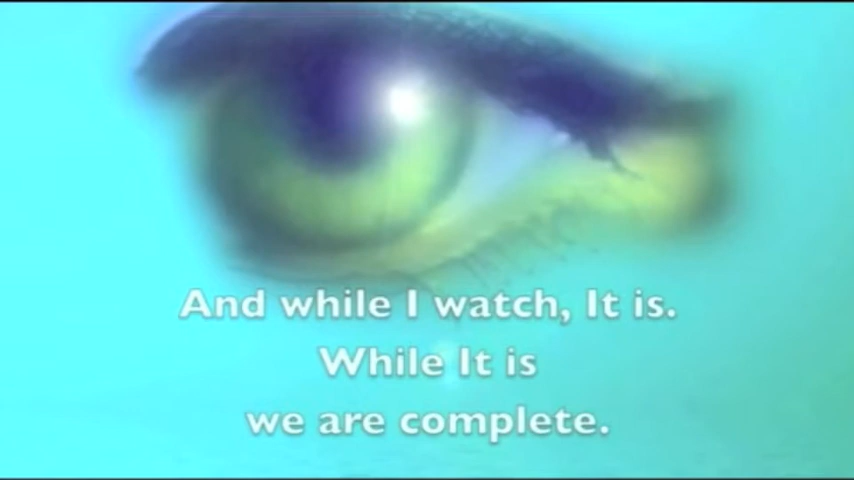 And while I watch, It is.
While It is
we are complete.